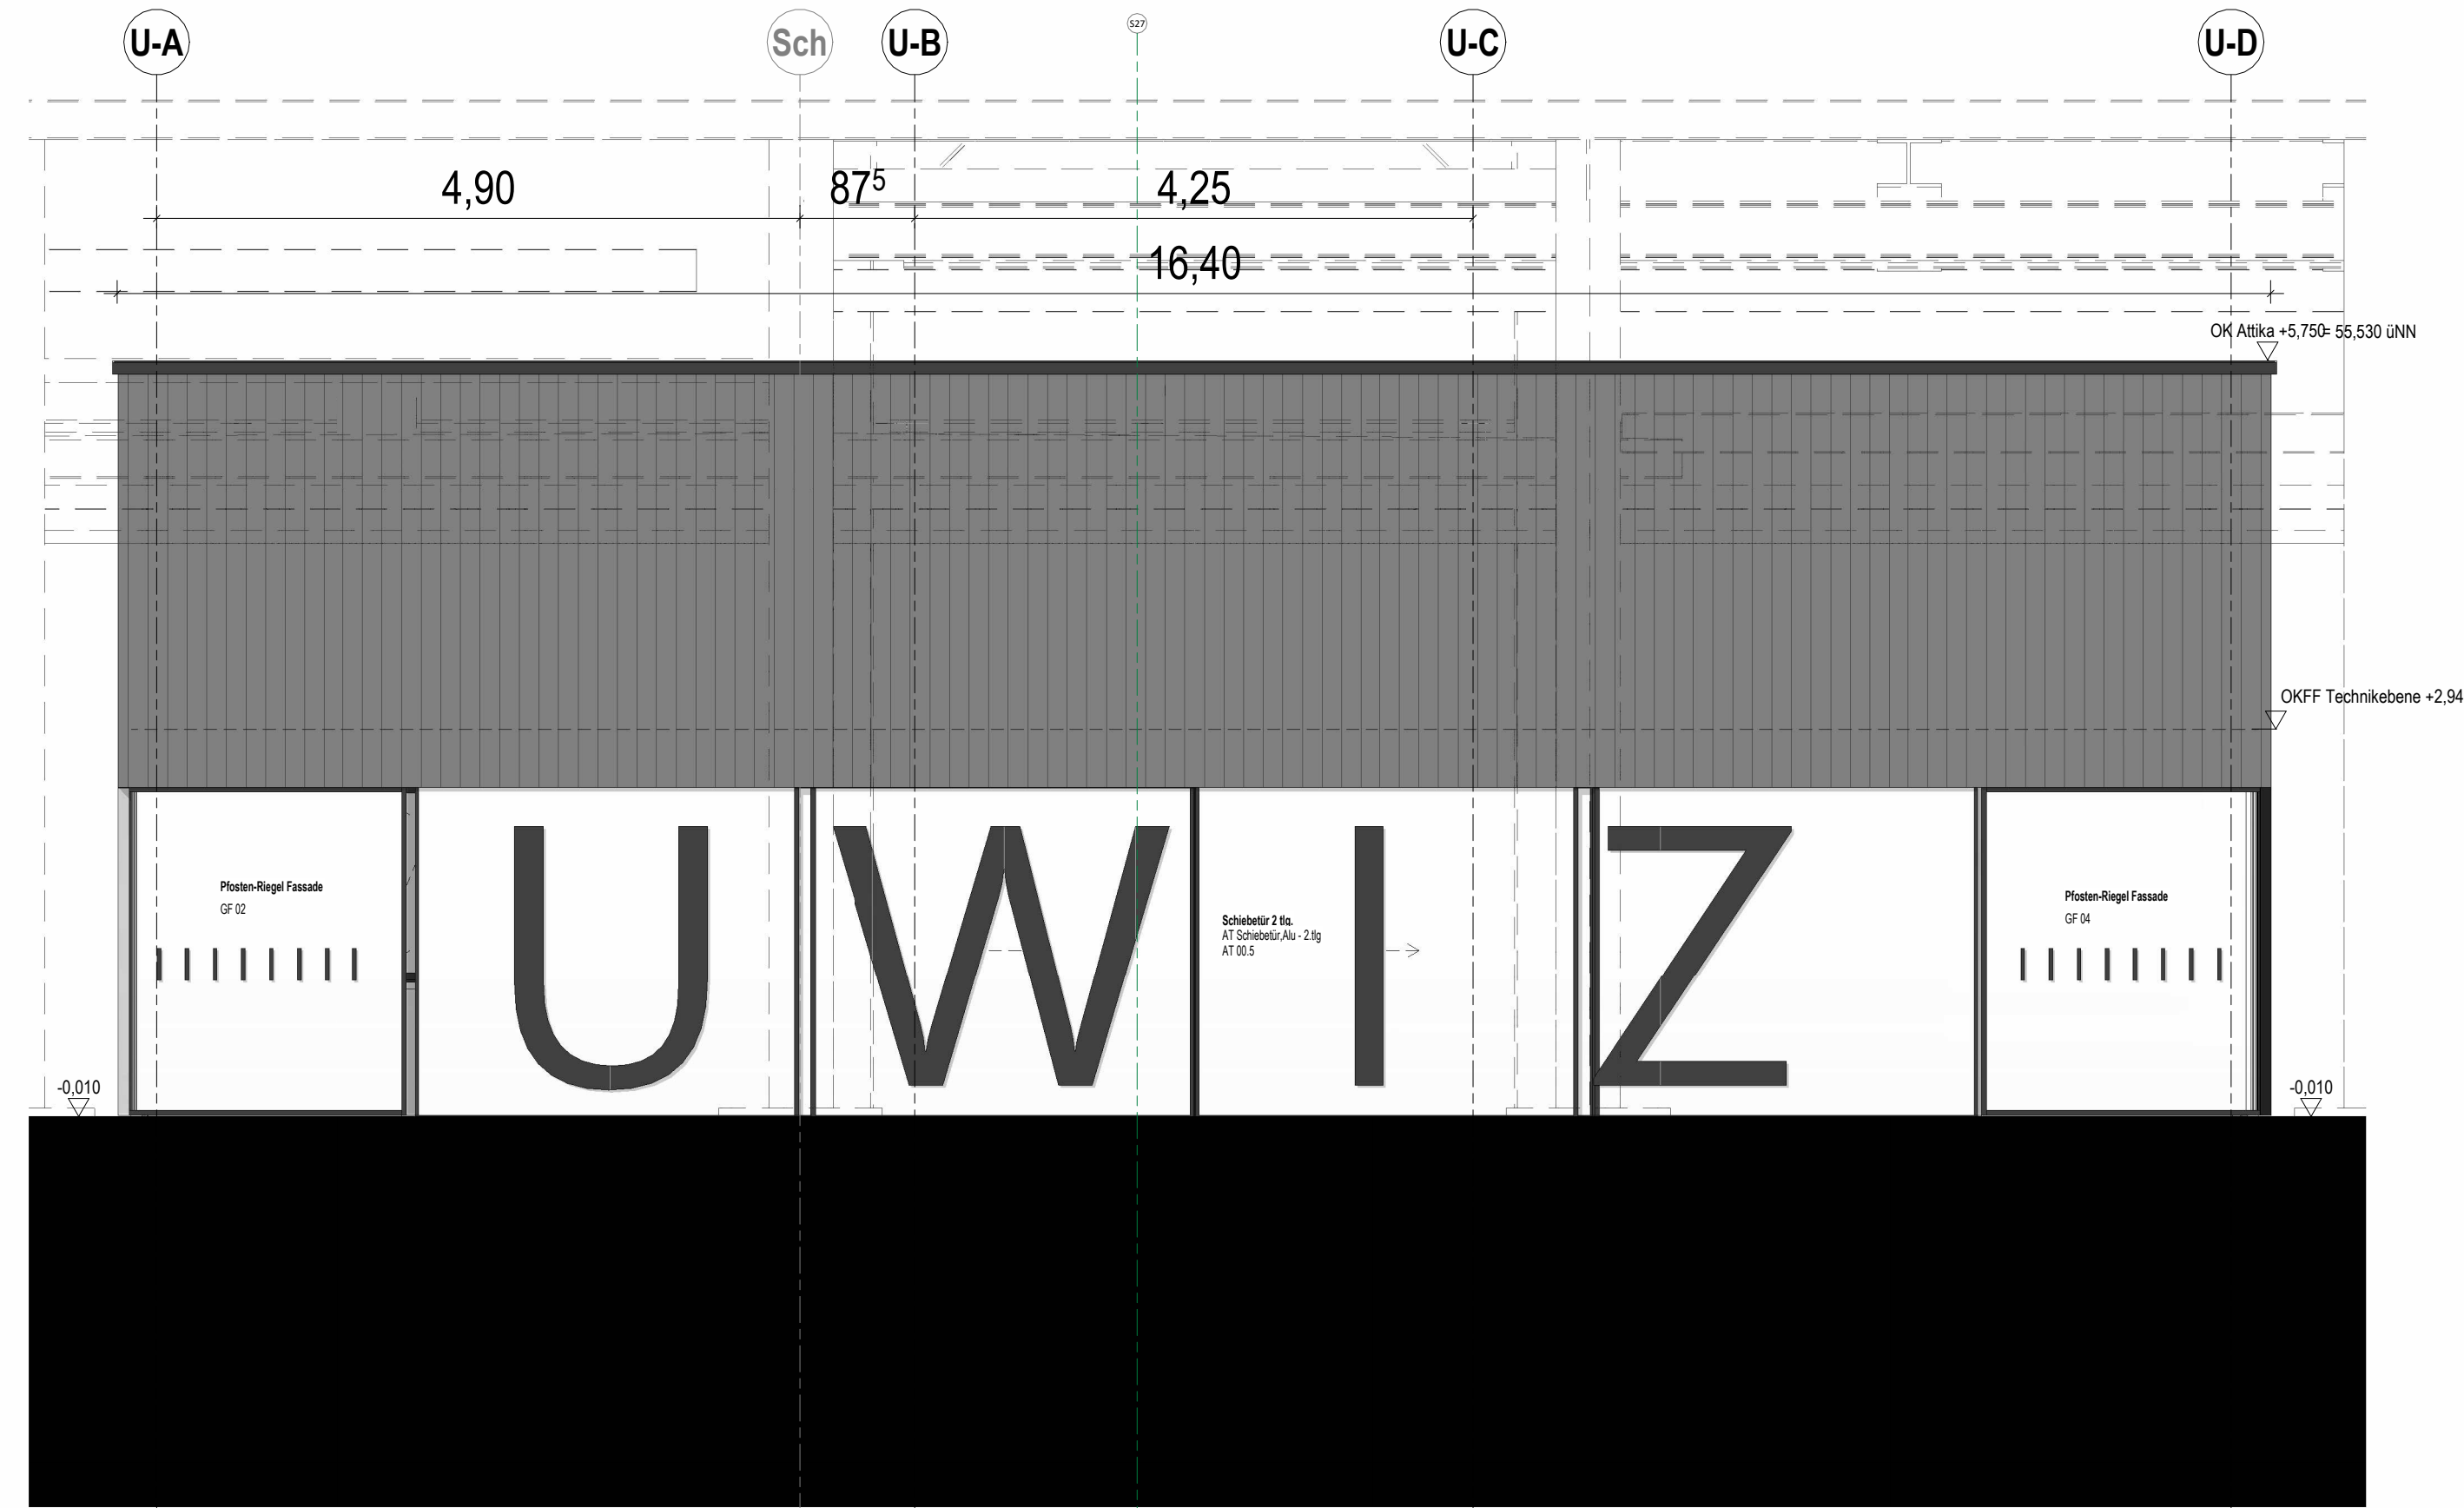 U-A Sch U-B S27 U-C U-D
4,90 87⁵ 4,25
16,40
OK Attika +5,750= 55,530 üNN
OKFF Technikebene +2,94
UWIZ
Pfosten-Riegel Fassade
GF 02
Schiebetür 2 tlg.
AT Schiebetür,Alu - 2.tlg
AT 00.5
Pfosten-Riegel Fassade
GF 04
-0,010
-0,010